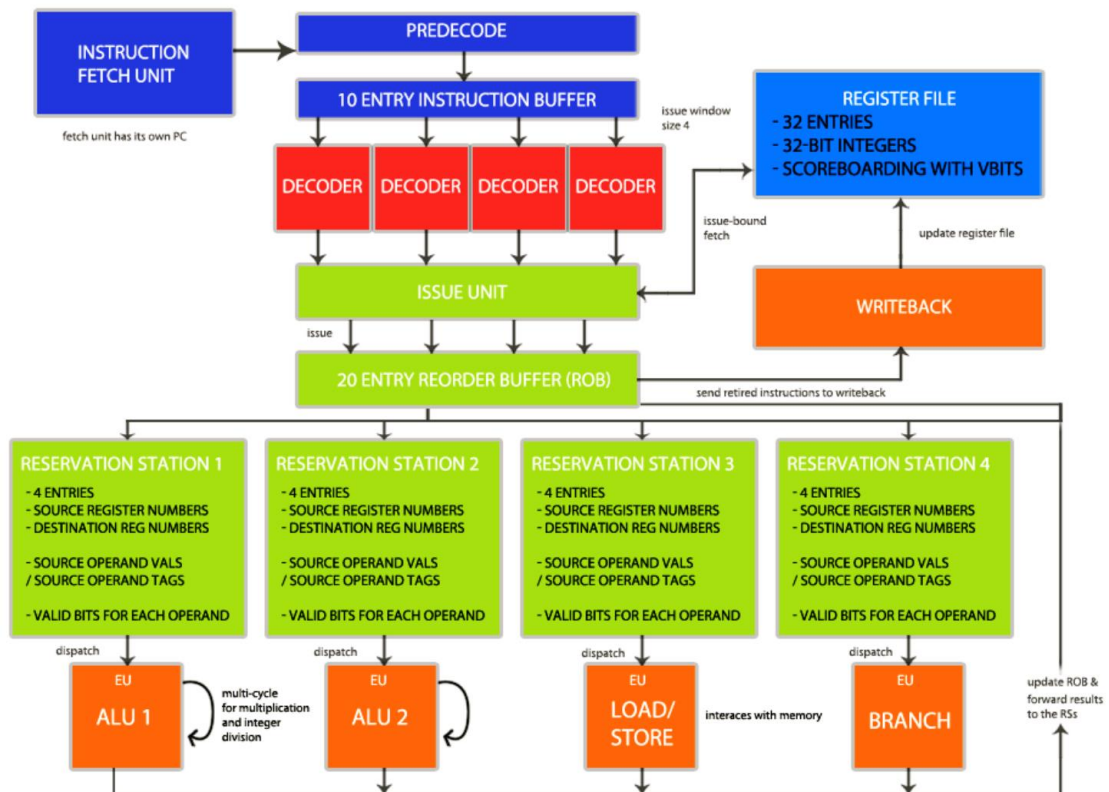 INSTRUCTION
FETCH UNIT
fetch unit has its own PC
PREDECODE
10 ENTRY INSTRUCTION BUFFER
issue window
size 4
DECODER
DECODER
DECODER
DECODER
REGISTER FILE
- 32 ENTRIES
- 32-BIT INTEGERS
- SCOREBOARDING WITH VBITS
issue-bound
fetch
update register file
ISSUE UNIT
WRITEBACK
issue
20 ENTRY REORDER BUFFER (ROB)
send retired instructions to writeback
RESERVATION STATION 1
- 4 ENTRIES
- SOURCE REGISTER NUMBERS
- DESTINATION REG NUMBERS
- SOURCE OPERAND VALS
/ SOURCE OPERAND TAGS
- VALID BITS FOR EACH OPERAND
RESERVATION STATION 2
- 4 ENTRIES
- SOURCE REGISTER NUMBERS
- DESTINATION REG NUMBERS
- SOURCE OPERAND VALS
/ SOURCE OPERAND TAGS
- VALID BITS FOR EACH OPERAND
RESERVATION STATION 3
- 4 ENTRIES
- SOURCE REGISTER NUMBERS
- DESTINATION REG NUMBERS
- SOURCE OPERAND VALS
/ SOURCE OPERAND TAGS
- VALID BITS FOR EACH OPERAND
RESERVATION STATION 4
- 4 ENTRIES
- SOURCE REGISTER NUMBERS
- DESTINATION REG NUMBERS
- SOURCE OPERAND VALS
/ SOURCE OPERAND TAGS
- VALID BITS FOR EACH OPERAND
dispatch
dispatch
dispatch
dispatch
EU
ALU 1
multi-cycle
for multiplication
and integer
division
EU
ALU 2
EU
LOAD/
STORE
interaces with memory
EU
BRANCH
update ROB &
forward results
to the RSs